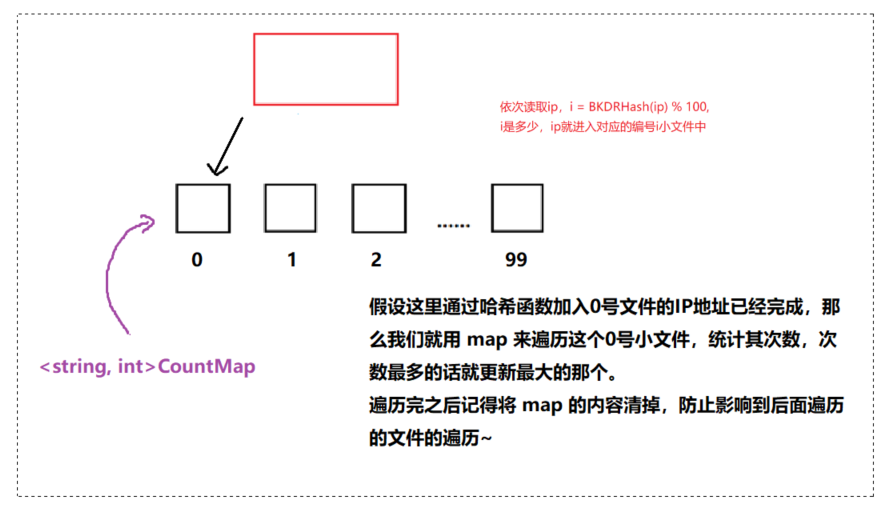 依次读取ip，i = BKDRHash(ip) % 100,
i是多少，ip就进入对应的编号i小文件中
......
0 1 2 99
假设这里通过哈希函数加入0号文件的IP地址已经完成，那
么我们就用 map 来遍历这个0号小文件，统计其次数，次
数最多的话就更新最大的那个。
<string, int>CountMap
遍历完之后记得将 map 的内容清掉，防止影响到后面遍历
的文件的遍历~